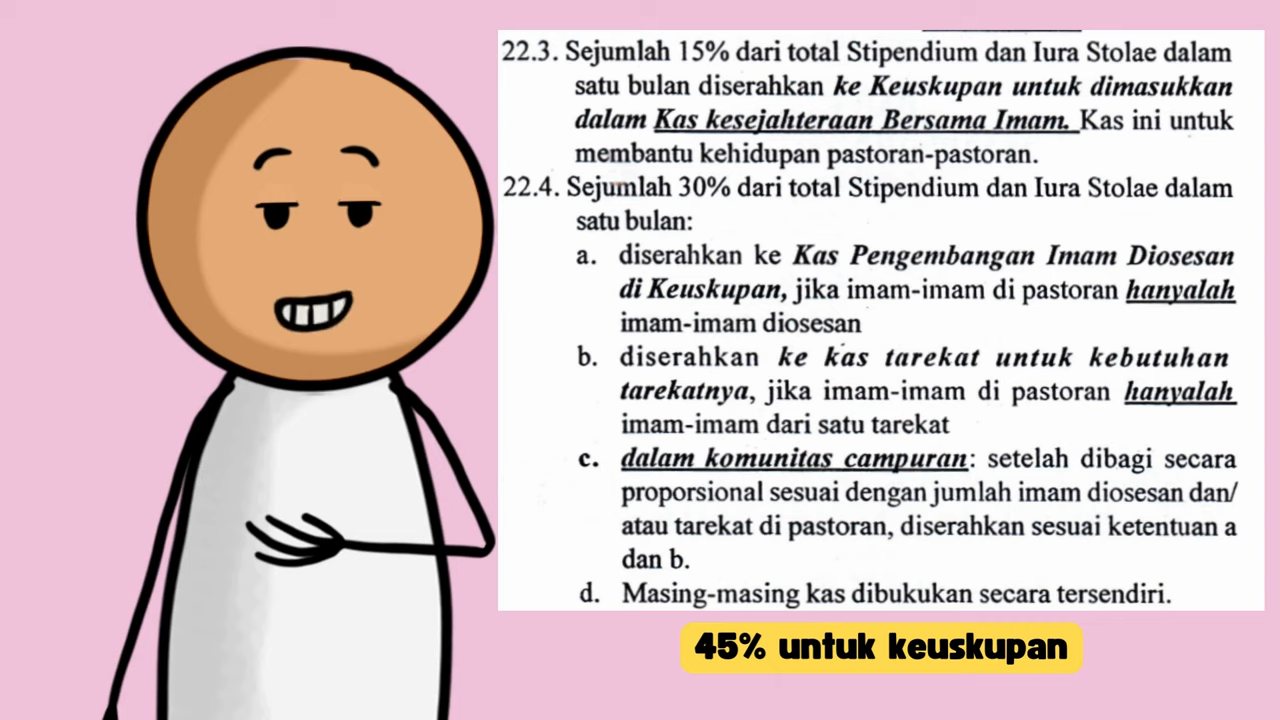 22.3. Sejumlah 15% dari total Stipendium dan Iura Stolae dalam
satu bulan diserahkan ke Keuskupan untuk dimasukkan
dalam Kas kesejahteraan Bersama Imam. Kas ini untuk
membantu kehidupan pastoran-pastoran.
22.4. Sejumlah 30% dari total Stipendium dan Iura Stolae dalam
satu bulan:
a. diserahkan ke Kas Pengembangan Imam Diosesan
di Keuskupan, jika imam-imam di pastoran hanyalah
imam-imam diosesan
b. diserahkan ke kas tarekat untuk kebutuhan
tarekatnya, jika imam-imam di pastoran hanyalah
imam-imam dari satu tarekat
c. dalam komunitas campuran: setelah dibagi secara
proporsional sesuai dengan jumlah imam diosesan dan/
atau tarekat di pastoran, diserahkan sesuai ketentuan a
dan b.
d. Masing-masing kas dibukukan secara tersendiri.
45% untuk keuskupan